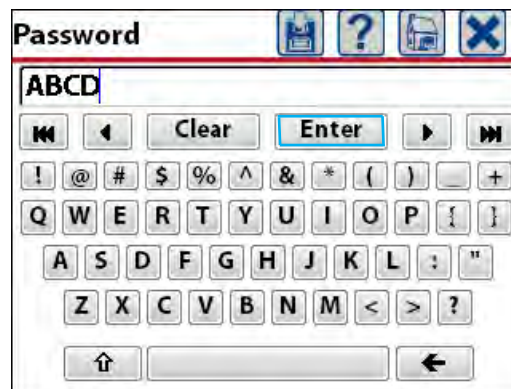 Password ?
ABCD
Clear Enter
! @ # $ % ^ & * ( ) _ +
Q W E R T Y U I O P { }
A S D F G H J K L : "
Z X C V B N M < > ?